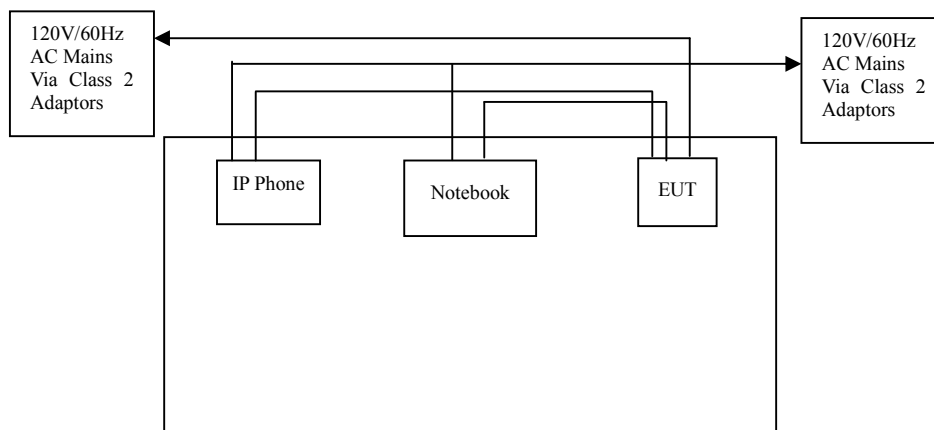 120V/60Hz
AC Mains
Via Class 2
Adaptors
120V/60Hz
AC Mains
Via Class 2
Adaptors
IP Phone
Notebook
EUT